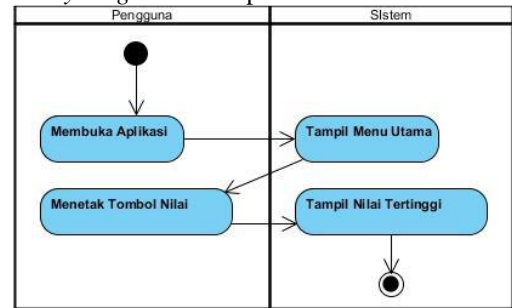 Pengguna
SIstem
Membuka Aplikasi
Tampil Menu Utama
Menetak Tombol Nilai
Tampil Nilai Tertinggi